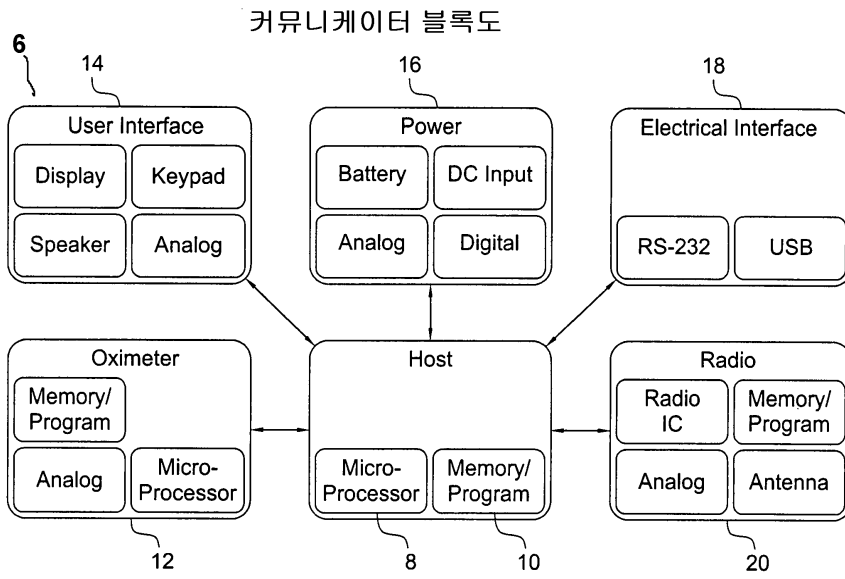 커뮤니케이터 블록도
6
14
16
18
User Interface
Display
Keypad
Speaker
Analog
Power
Battery
DC Input
Analog
Digital
Electrical Interface
RS-232
USB
Oximeter
Memory/
Program
Analog
Micro-
Processor
Host
Micro-
Processor
Memory/
Program
Radio
Radio
IC
Memory/
Program
Analog
Antenna
12
8
10
20